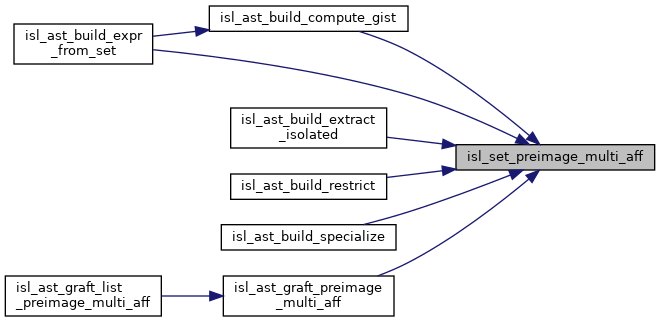 isl_ast_build_compute_gist
isl_ast_build_expr
_from_set
isl_ast_build_extract
_isolated
isl_set_preimage_multi_aff
isl_ast_build_restrict
isl_ast_build_specialize
isl_ast_graft_list
_preimage_multi_aff
isl_ast_graft_preimage
_multi_aff